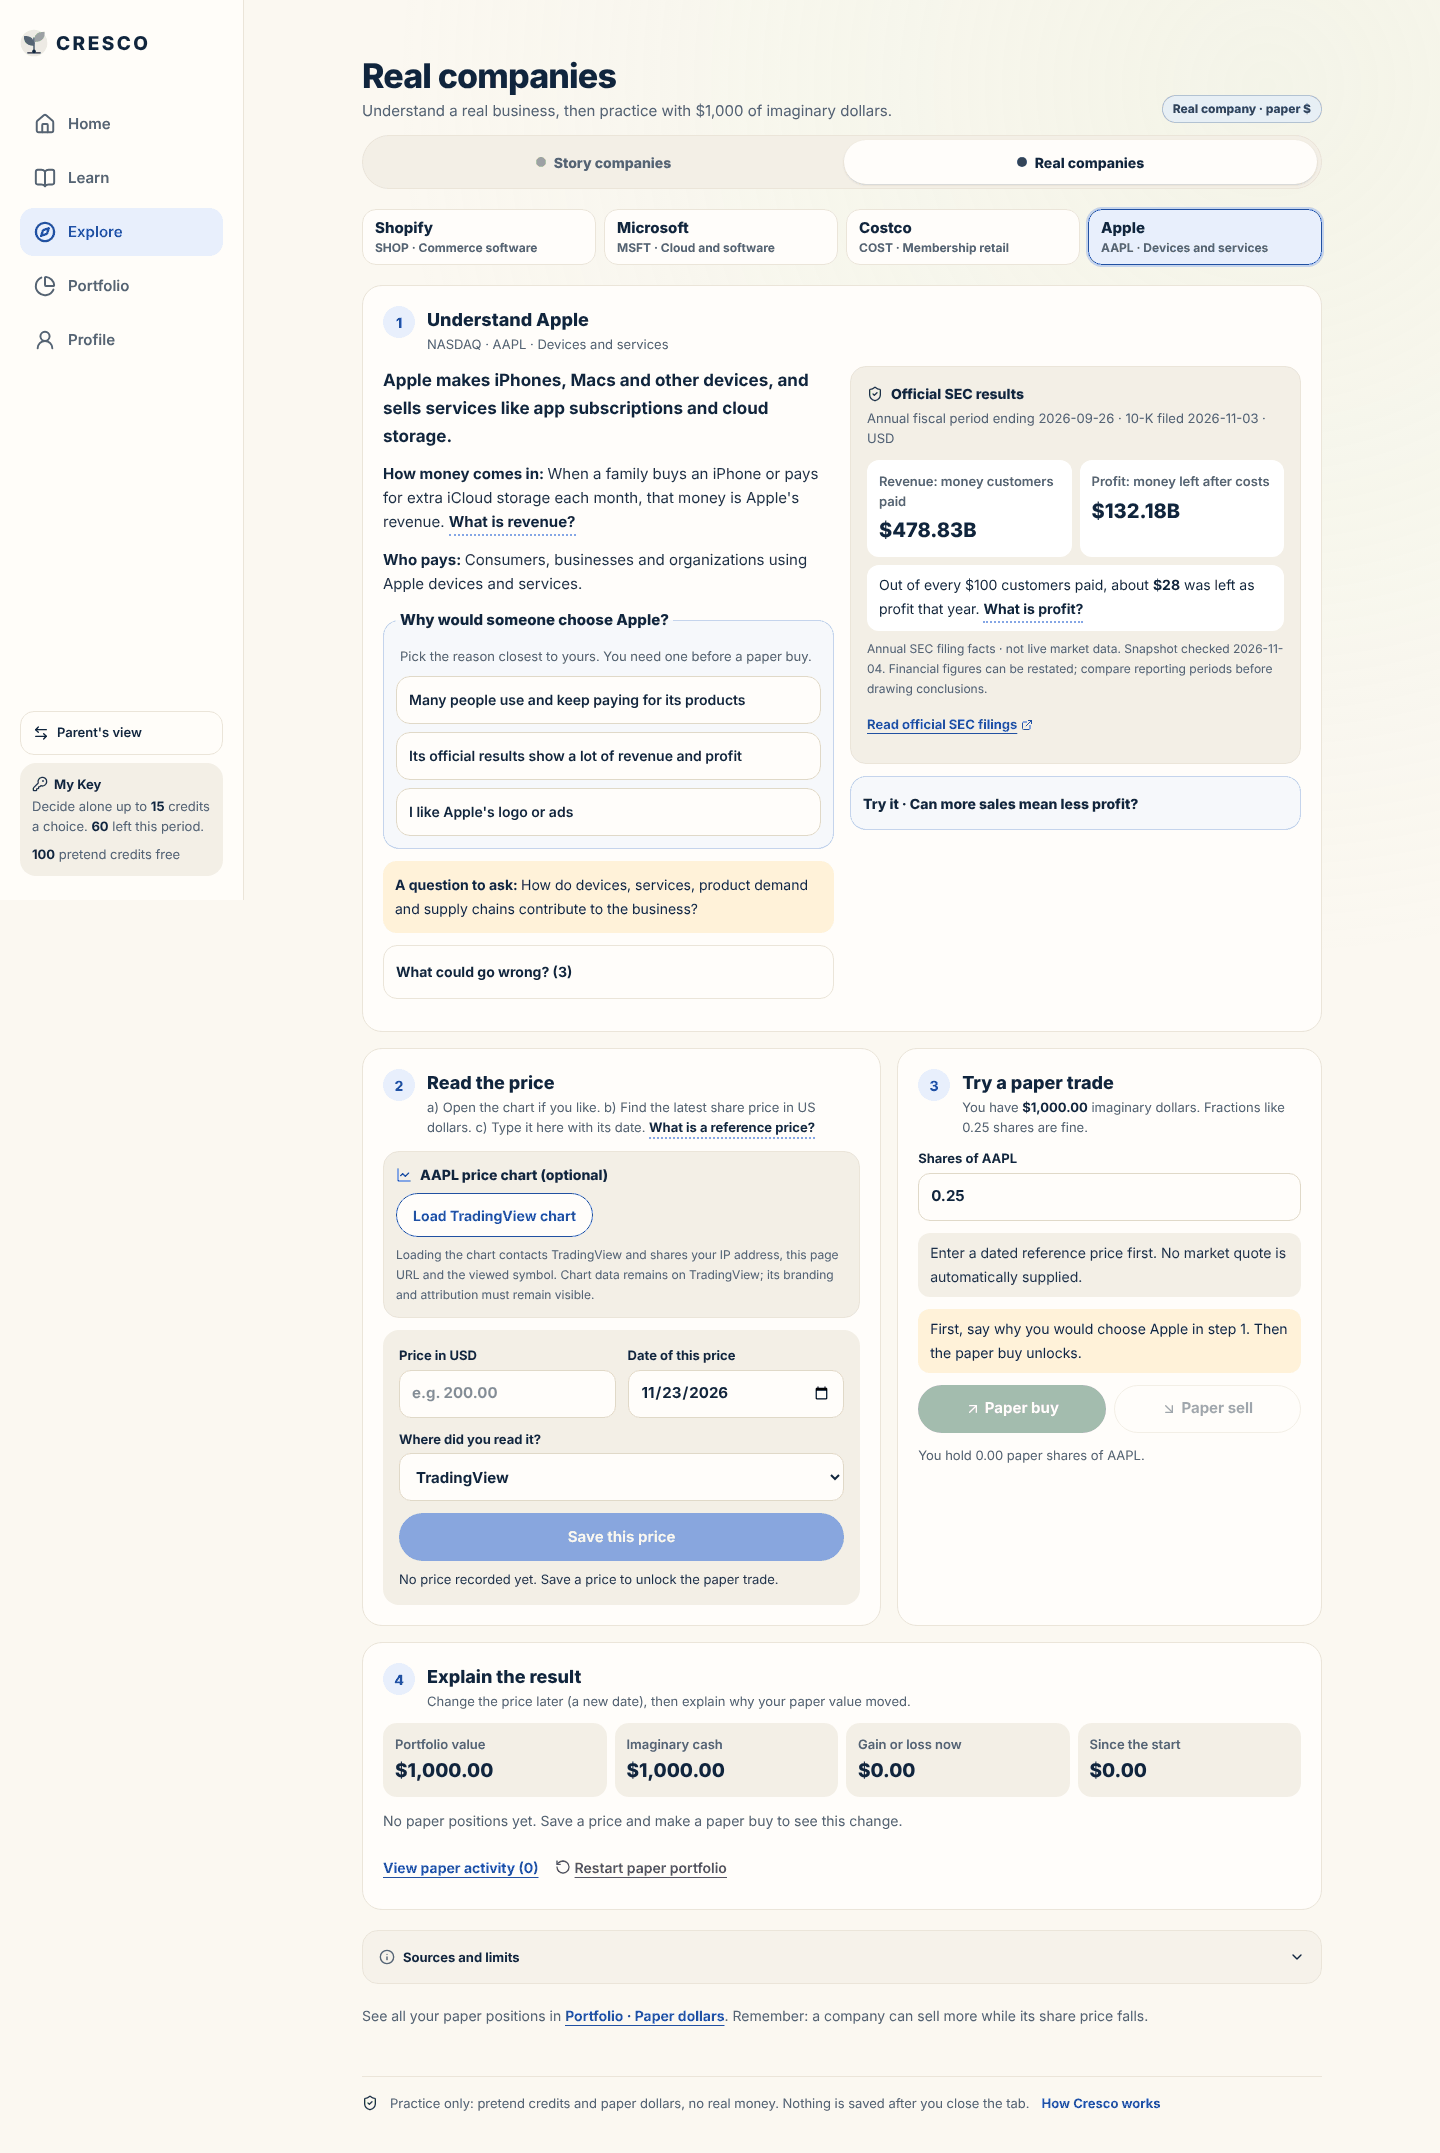 CRESCO
Home
Learn
Explore
Portfolio
Profile
Parent's view
My Key
Decide alone up to 15 credits
a choice. 60 left this period.
100 pretend credits free
Real companies
Understand a real business, then practice with $1,000 of imaginary dollars.
Real company · paper $
Story companies
Real companies
Shopify
SHOP · Commerce software
Microsoft
MSFT · Cloud and software
Costco
COST · Membership retail
Apple
AAPL · Devices and services
1
Understand Apple
NASDAQ · AAPL · Devices and services
Apple makes iPhones, Macs and other devices, and
sells services like app subscriptions and cloud
storage.
How money comes in: When a family buys an iPhone or pays
for extra iCloud storage each month, that money is Apple's
revenue. What is revenue?
Who pays: Consumers, businesses and organizations using
Apple devices and services.
Why would someone choose Apple?
Pick the reason closest to yours. You need one before a paper buy.
Many people use and keep paying for its products
Its official results show a lot of revenue and profit
I like Apple's logo or ads
A question to ask: How do devices, services, product demand
and supply chains contribute to the business?
What could go wrong? (3)
Official SEC results
Annual fiscal period ending 2026-09-26 · 10-K filed 2026-11-03 ·
USD
Revenue: money customers
paid
$478.83B
Profit: money left after costs
$132.18B
Out of every $100 customers paid, about $28 was left as
profit that year. What is profit?
Annual SEC filing facts · not live market data. Snapshot checked 2026-11-
04. Financial figures can be restated; compare reporting periods before
drawing conclusions.
Read official SEC filings
Try it · Can more sales mean less profit?
2
Read the price
a) Open the chart if you like. b) Find the latest share price in US
dollars. c) Type it here with its date. What is a reference price?
AAPL price chart (optional)
Load TradingView chart
Loading the chart contacts TradingView and shares your IP address, this page
URL and the viewed symbol. Chart data remains on TradingView; its branding
and attribution must remain visible.
Price in USD
e.g. 200.00
Date of this price
11/23/2026
Where did you read it?
TradingView
Save this price
No price recorded yet. Save a price to unlock the paper trade.
3
Try a paper trade
You have $1,000.00 imaginary dollars. Fractions like
0.25 shares are fine.
Shares of AAPL
0.25
Enter a dated reference price first. No market quote is
automatically supplied.
First, say why you would choose Apple in step 1. Then
the paper buy unlocks.
Paper buy
Paper sell
You hold 0.00 paper shares of AAPL.
4
Explain the result
Change the price later (a new date), then explain why your paper value moved.
Portfolio value
$1,000.00
Imaginary cash
$1,000.00
Gain or loss now
$0.00
Since the start
$0.00
No paper positions yet. Save a price and make a paper buy to see this change.
View paper activity (0)
Restart paper portfolio
Sources and limits
See all your paper positions in Portfolio · Paper dollars. Remember: a company can sell more while its share price falls.
Practice only: pretend credits and paper dollars, no real money. Nothing is saved after you close the tab. How Cresco works